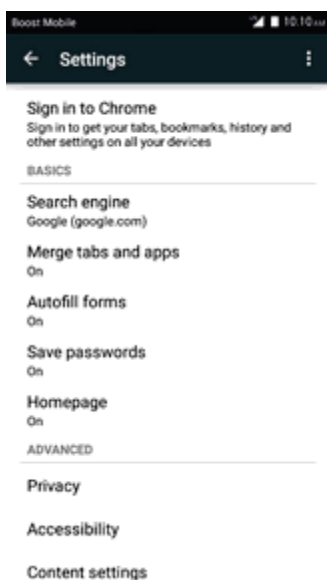 Boost Mobile 10:10 AM
Settings
Sign in to Chrome
Sign in to get your tabs, bookmarks, history and
other settings on all your devices
BASICS
Search engine
Google (google.com)
Merge tabs and apps
On
Autofill forms
On
Save passwords
On
Homepage
On
ADVANCED
Privacy
Accessibility
Content settings